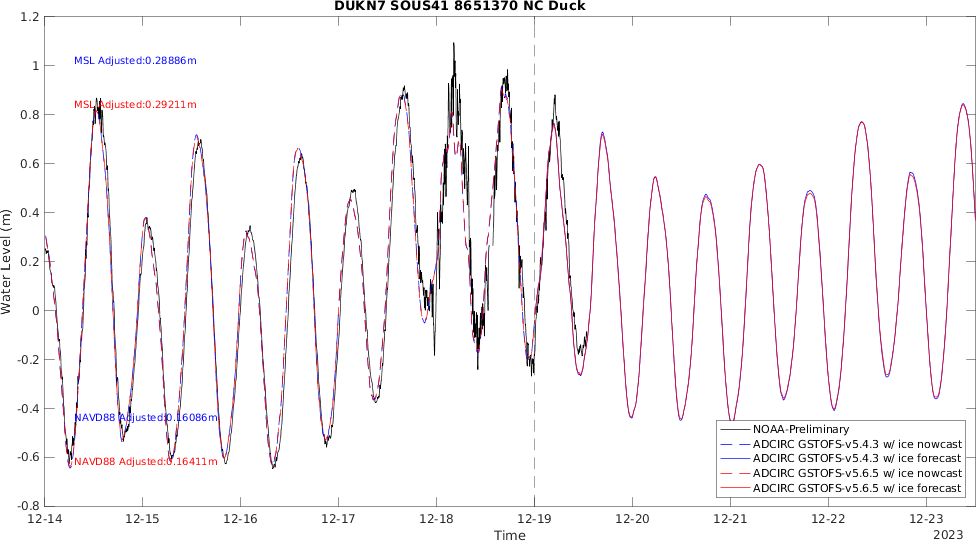 DUKN7 SOUS41 8651370 NC Duck
1.2
1
0.8
0.6
0.4
0.2
0
-0.2
-0.4
-0.6
-0.8
Water Level (m)
MSL Adjusted:0.28886m
MSL Adjusted:0.29211m
NAVD88 Adjusted:0.16086m
NAVD88 Adjusted:0.16411m
NOAA-Preliminary
ADCIRC GSTOFS-v5.4.3 w/ ice nowcast
ADCIRC GSTOFS-v5.4.3 w/ ice forecast
ADCIRC GSTOFS-v5.6.5 w/ ice nowcast
ADCIRC GSTOFS-v5.6.5 w/ ice forecast
12-14 12-15 12-16 12-17 12-18 12-19 12-20 12-21 12-22 12-23
Time
2023